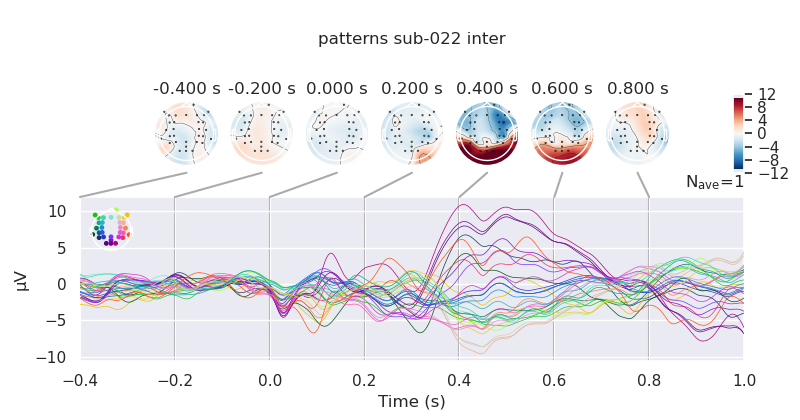 patterns sub-022 inter
-0.400 s -0.200 s 0.000 s 0.200 s 0.400 s 0.600 s 0.800 s
12
8
4
0
−4
−8
−12
Nave=1
10
5
0
−5
−10
µV
−0.4 −0.2 0.0 0.2 0.4 0.6 0.8 1.0
Time (s)